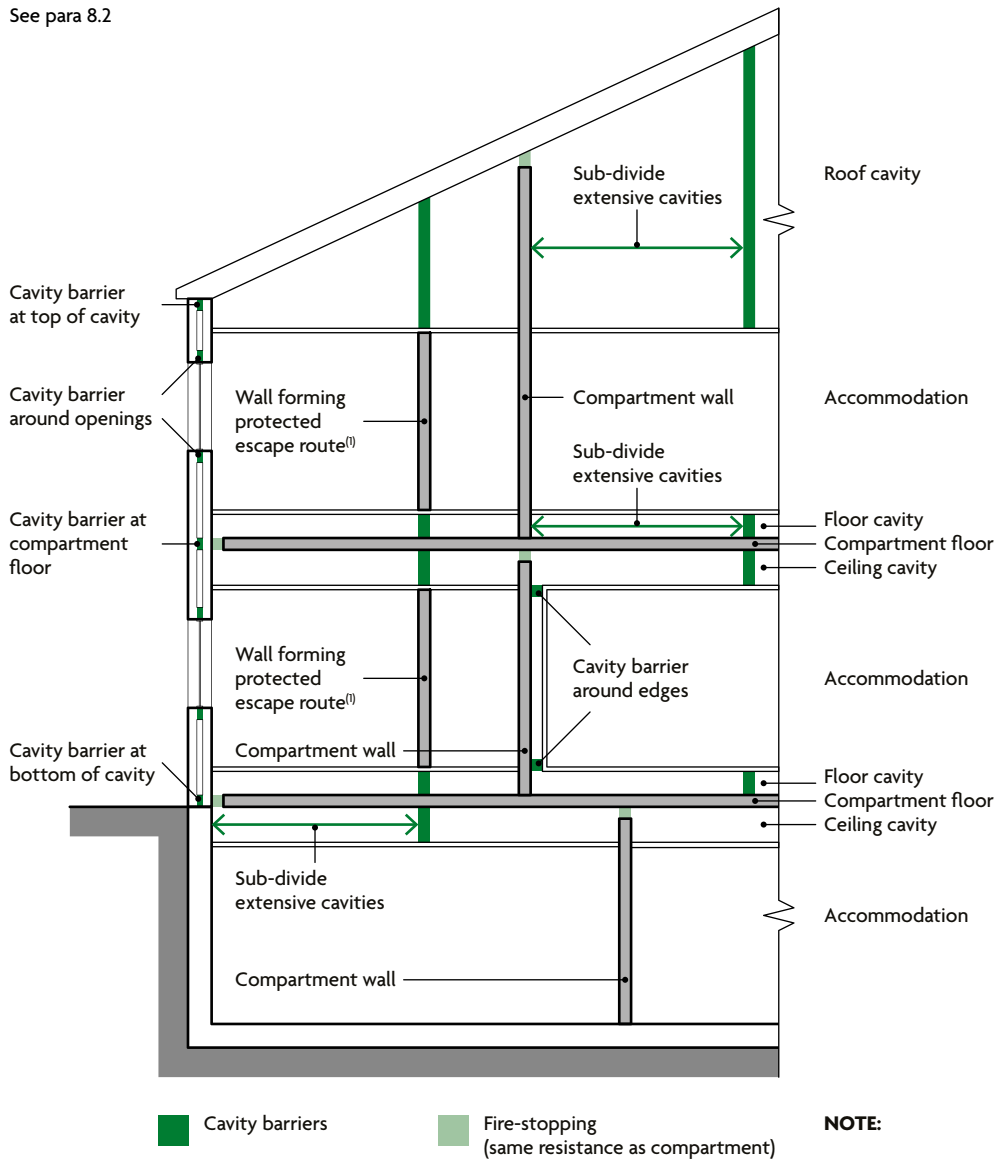 See para 8.2
Sub-divide
extensive cavities
Roof cavity
Cavity barrier
at top of cavity
Cavity barrier
around openings
Wall forming
protected
escape route(1)
Compartment wall
Accommodation
Sub-divide
extensive cavities
Cavity barrier at
compartment
floor
Floor cavity
Compartment floor
Ceiling cavity
Wall forming
protected
escape route(1)
Cavity barrier
around edges
Accommodation
Compartment wall
Cavity barrier at
bottom of cavity
Floor cavity
Compartment floor
Ceiling cavity
Sub-divide
extensive cavities
Accommodation
Compartment wall
Cavity barriers
Fire-stopping
(same resistance as compartment)
NOTE: